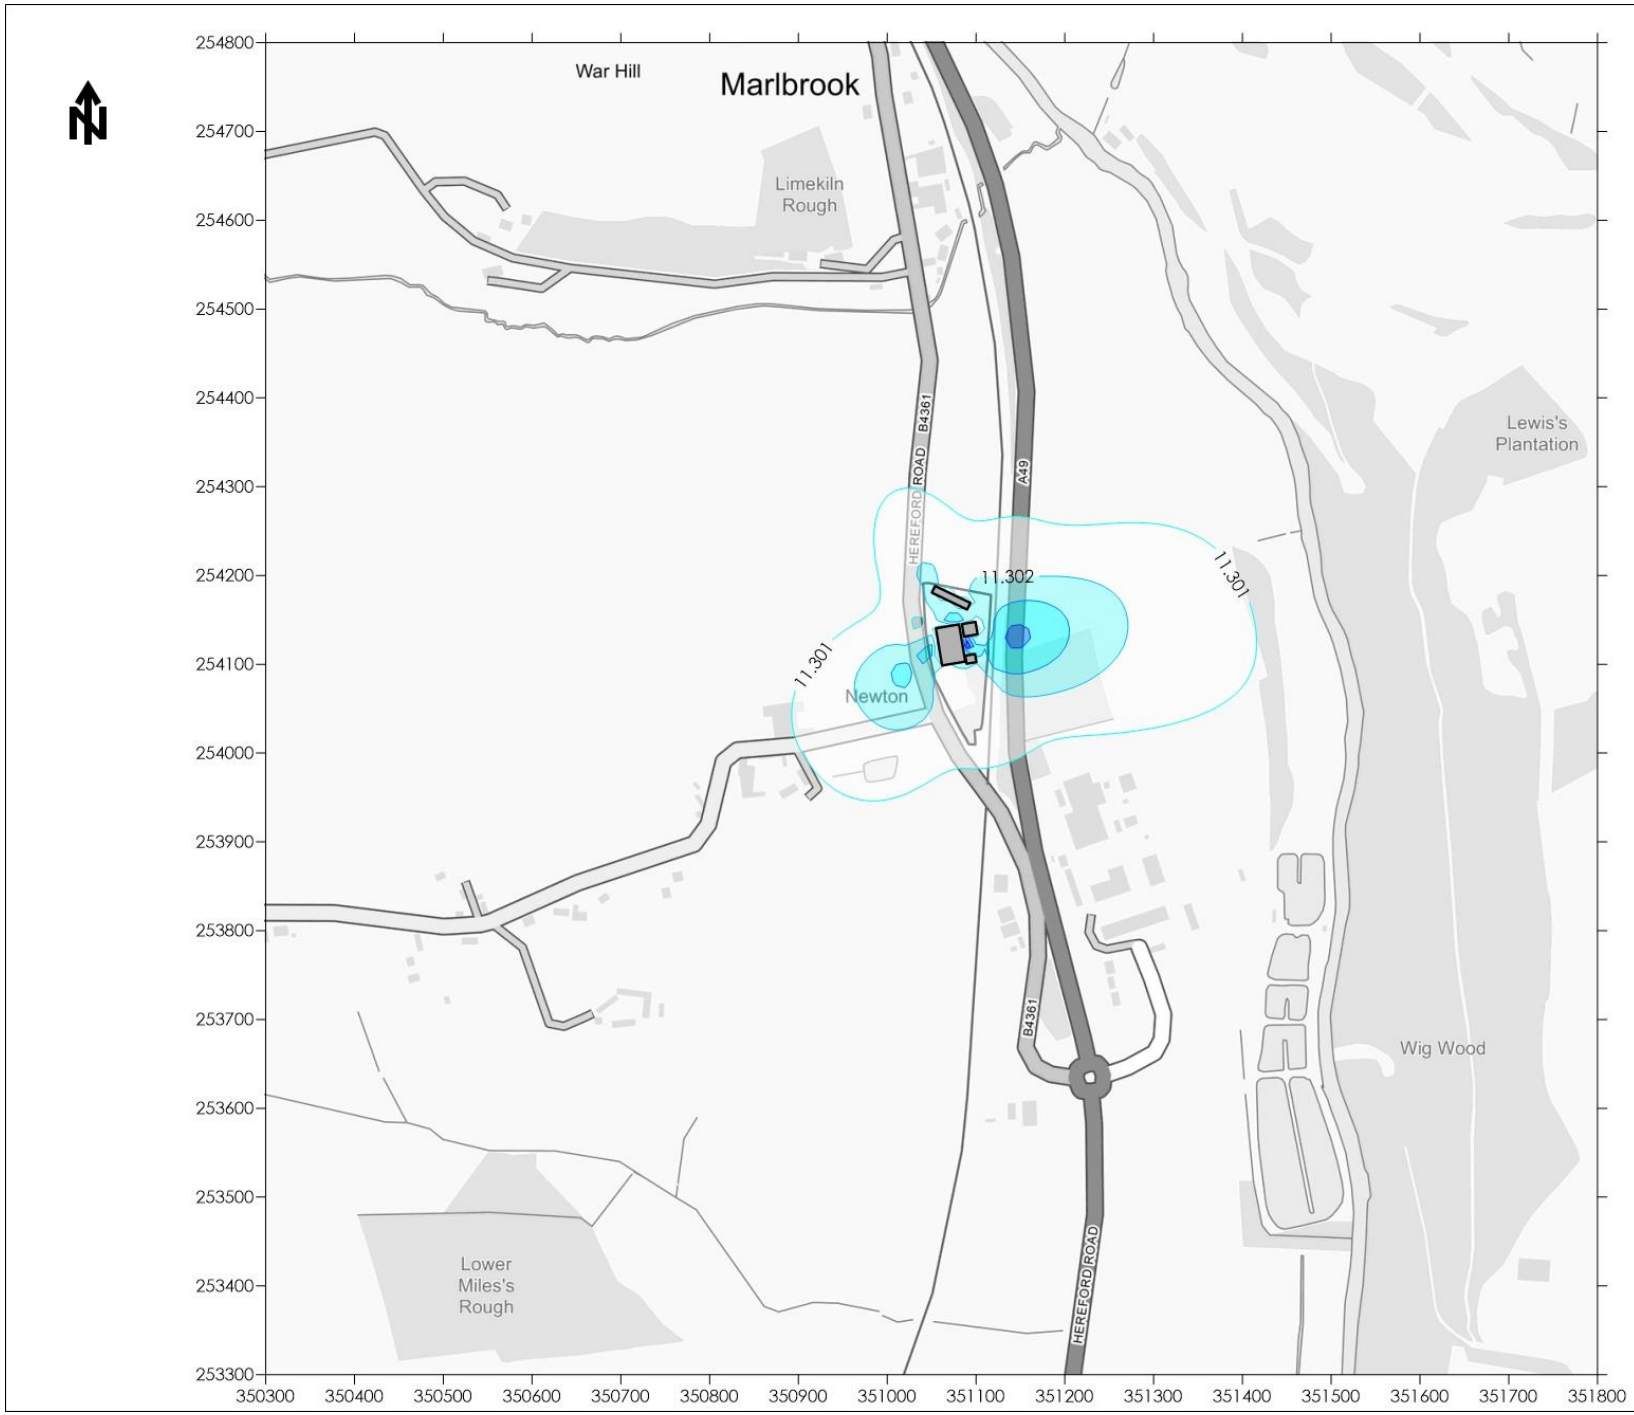 N
254800
War Hill
Marlbrook
254700
Limekiln
Rough
254600
254500
254400
B4361
Lewis's
Plantation
HEREFORD ROAD
A49
254300
254200
11.302
11.301
254100
11.301
Newton
254000
253900
253800
253700
B4361
Wig Wood
253600
253500
HEREFORD ROAD
Lower
Miles's
Rough
253400
253300
350300 350400 350500 350600 350700 350800 350900 351000 351100 351200 351300 351400 351500 351600 351700 351800